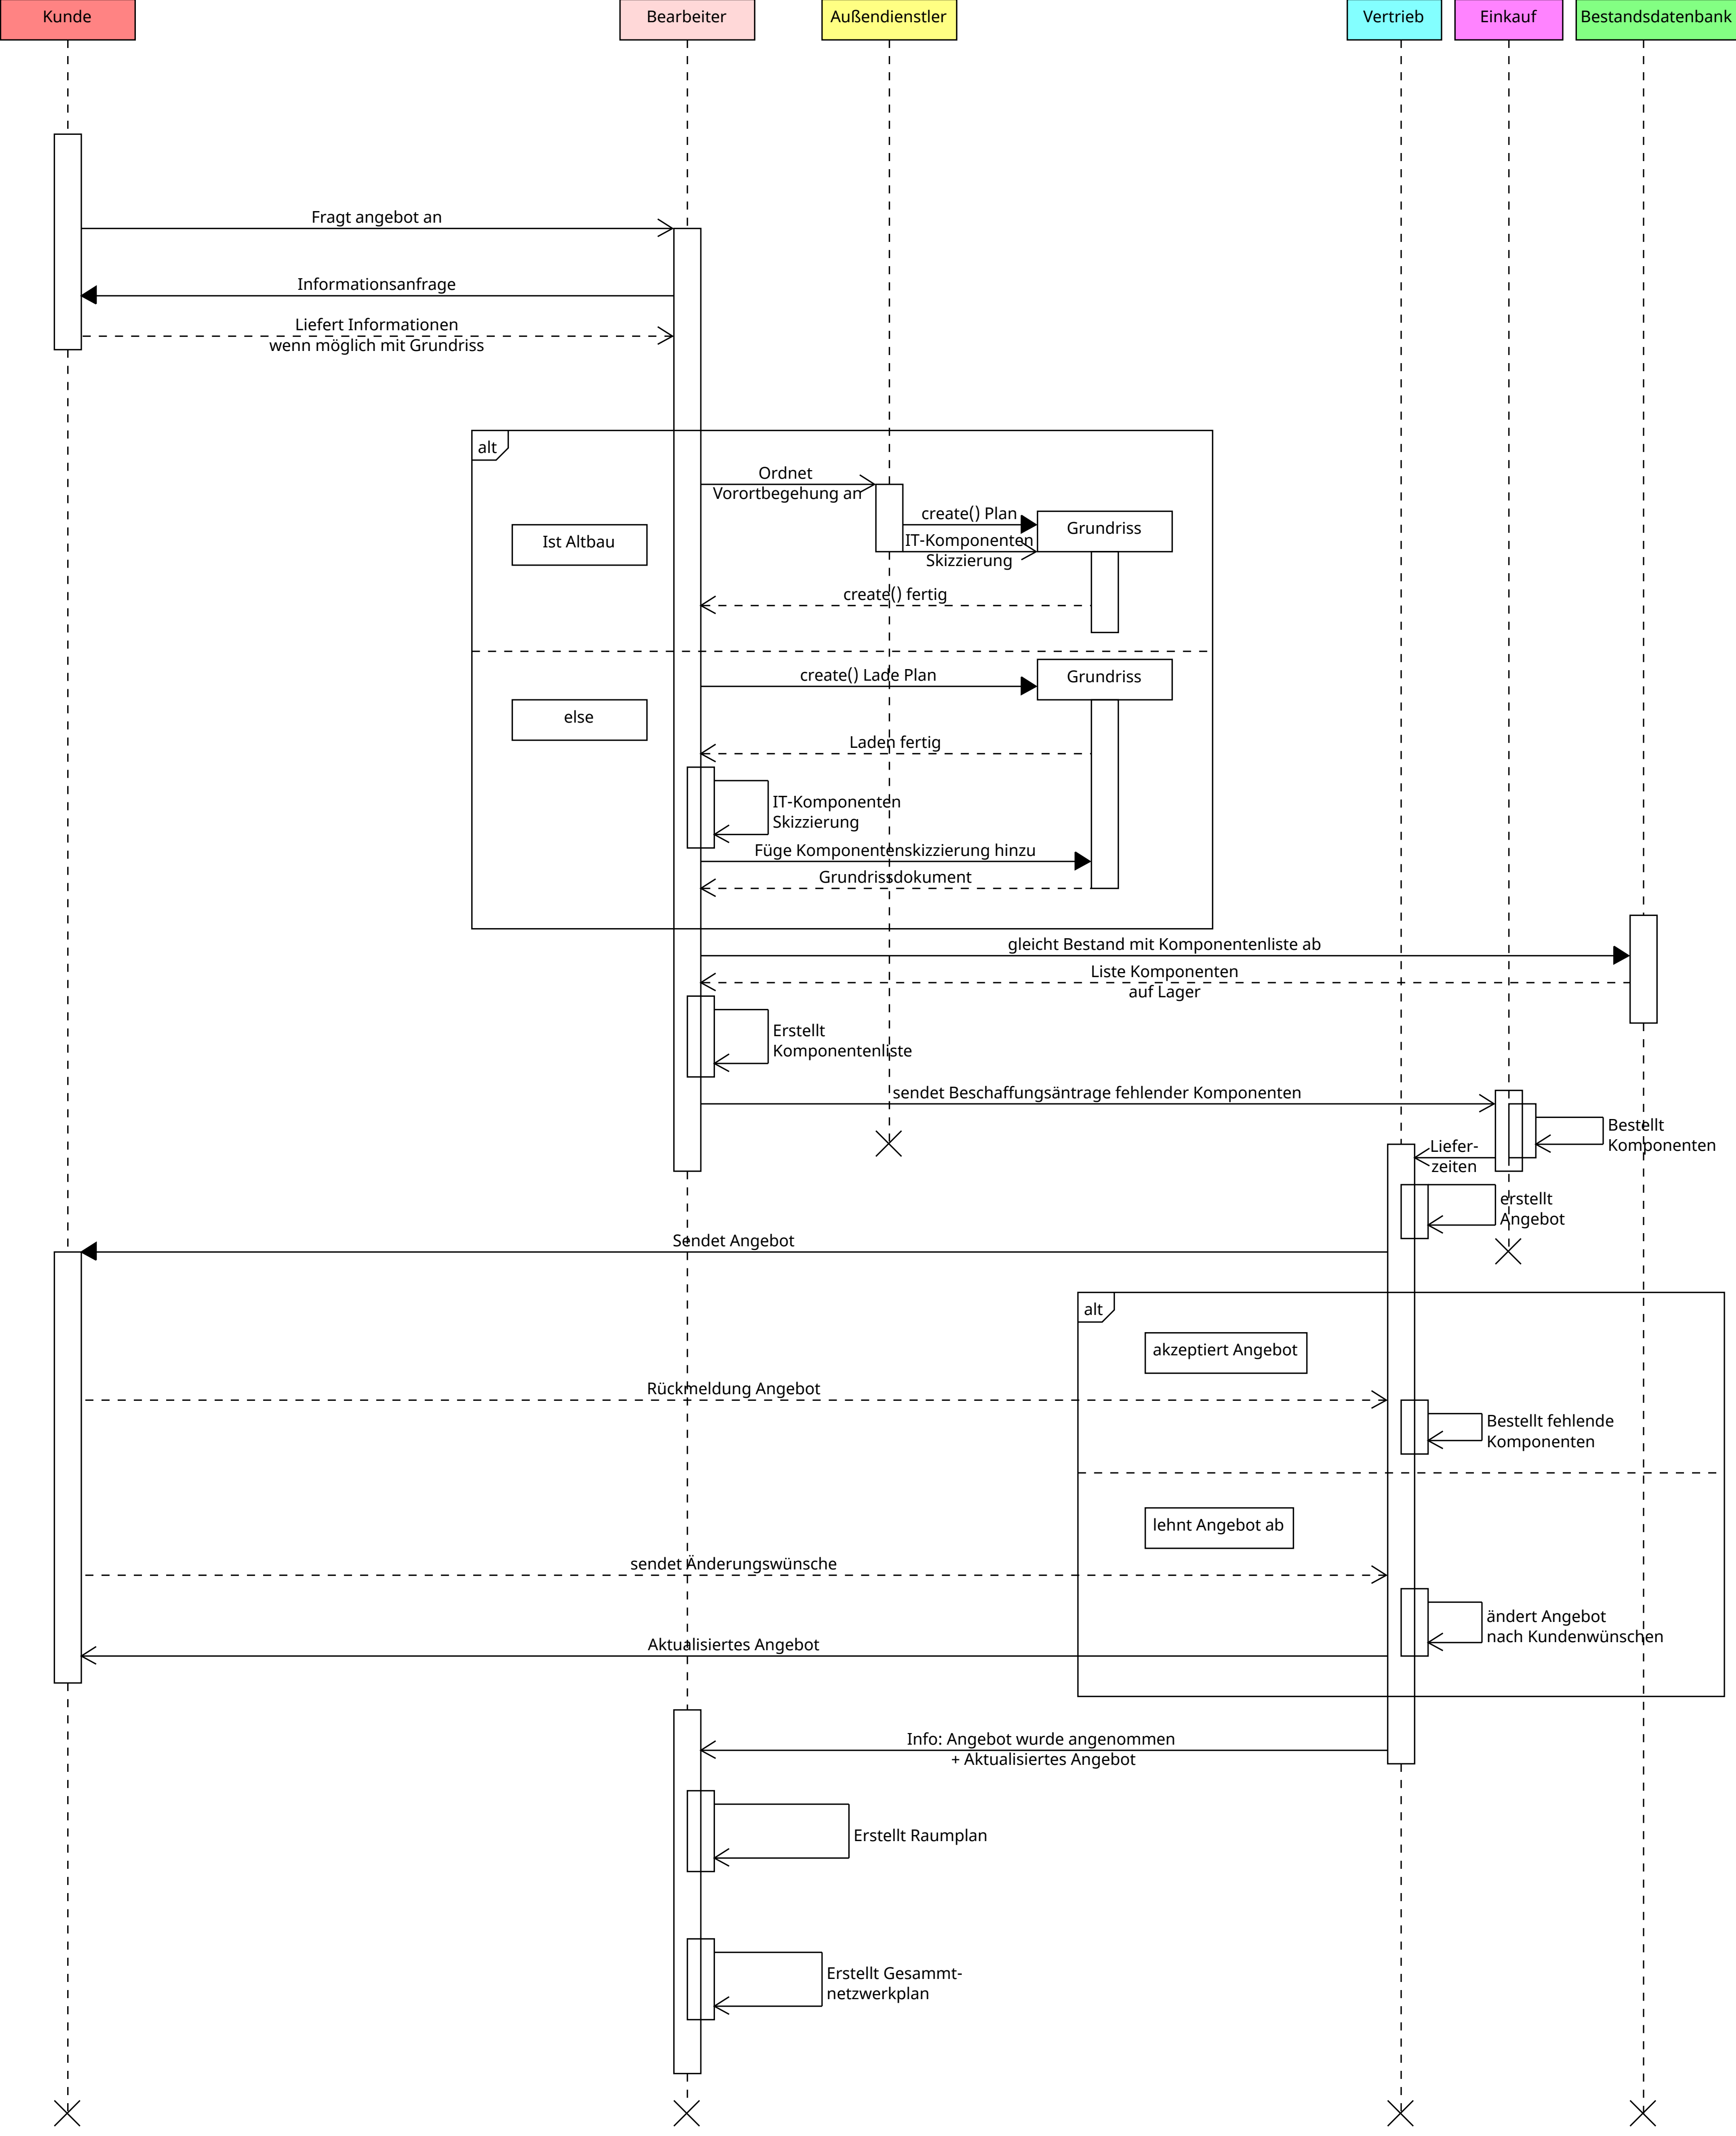 Kunde
Bearbeiter
Außendienstler
Vertrieb
Einkauf
Bestandsdatenbank
Fragt angebot an
Informationsanfrage
Liefert Informationen
wenn möglich mit Grundriss
alt
Ordnet
Vorortbegehung an
create() Plan
Grundriss
Ist Altbau
IT-Komponenten
Skizzierung
create() fertig
create() Lade Plan
Grundriss
else
Laden fertig
IT-Komponenten
Skizzierung
Füge Komponentenskizzierung hinzu
Grundrissdokument
gleicht Bestand mit Komponentenliste ab
Liste Komponenten
auf Lager
Erstellt
Komponentenliste
sendet Beschaffungsäntrage fehlender Komponenten
Bestellt
Komponenten
Liefer-
zeiten
erstellt
Angebot
Sendet Angebot
alt
akzeptiert Angebot
Rückmeldung Angebot
Bestellt fehlende
Komponenten
lehnt Angebot ab
sendet Änderungswünsche
ändert Angebot
nach Kundenwünschen
Aktualisiertes Angebot
Info: Angebot wurde angenommen
+ Aktualisiertes Angebot
Erstellt Raumplan
Erstellt Gesammt-
netzwerkplan